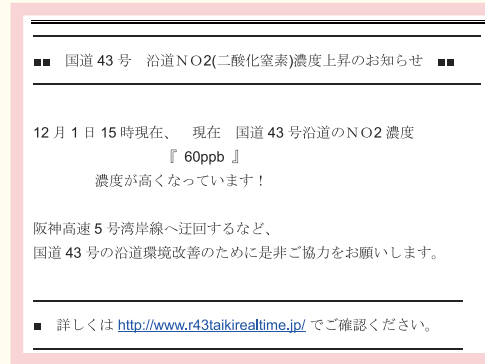 ■■ 国道 43 号 沿道ＮＯ2(二酸化窒素)濃度上昇のお知らせ ■■
12 月 1 日 15 時現在、 現在 国道 43 号沿道のＮＯ2 濃度
『 60ppb 』
濃度が高くなっています！
阪神高速 5 号湾岸線へ迂回するなど、
国道 43 号の沿道環境改善のために是非ご協力をお願いします。
■ 詳しくは http://www.r43taikirealtime.jp/ でご確認ください。